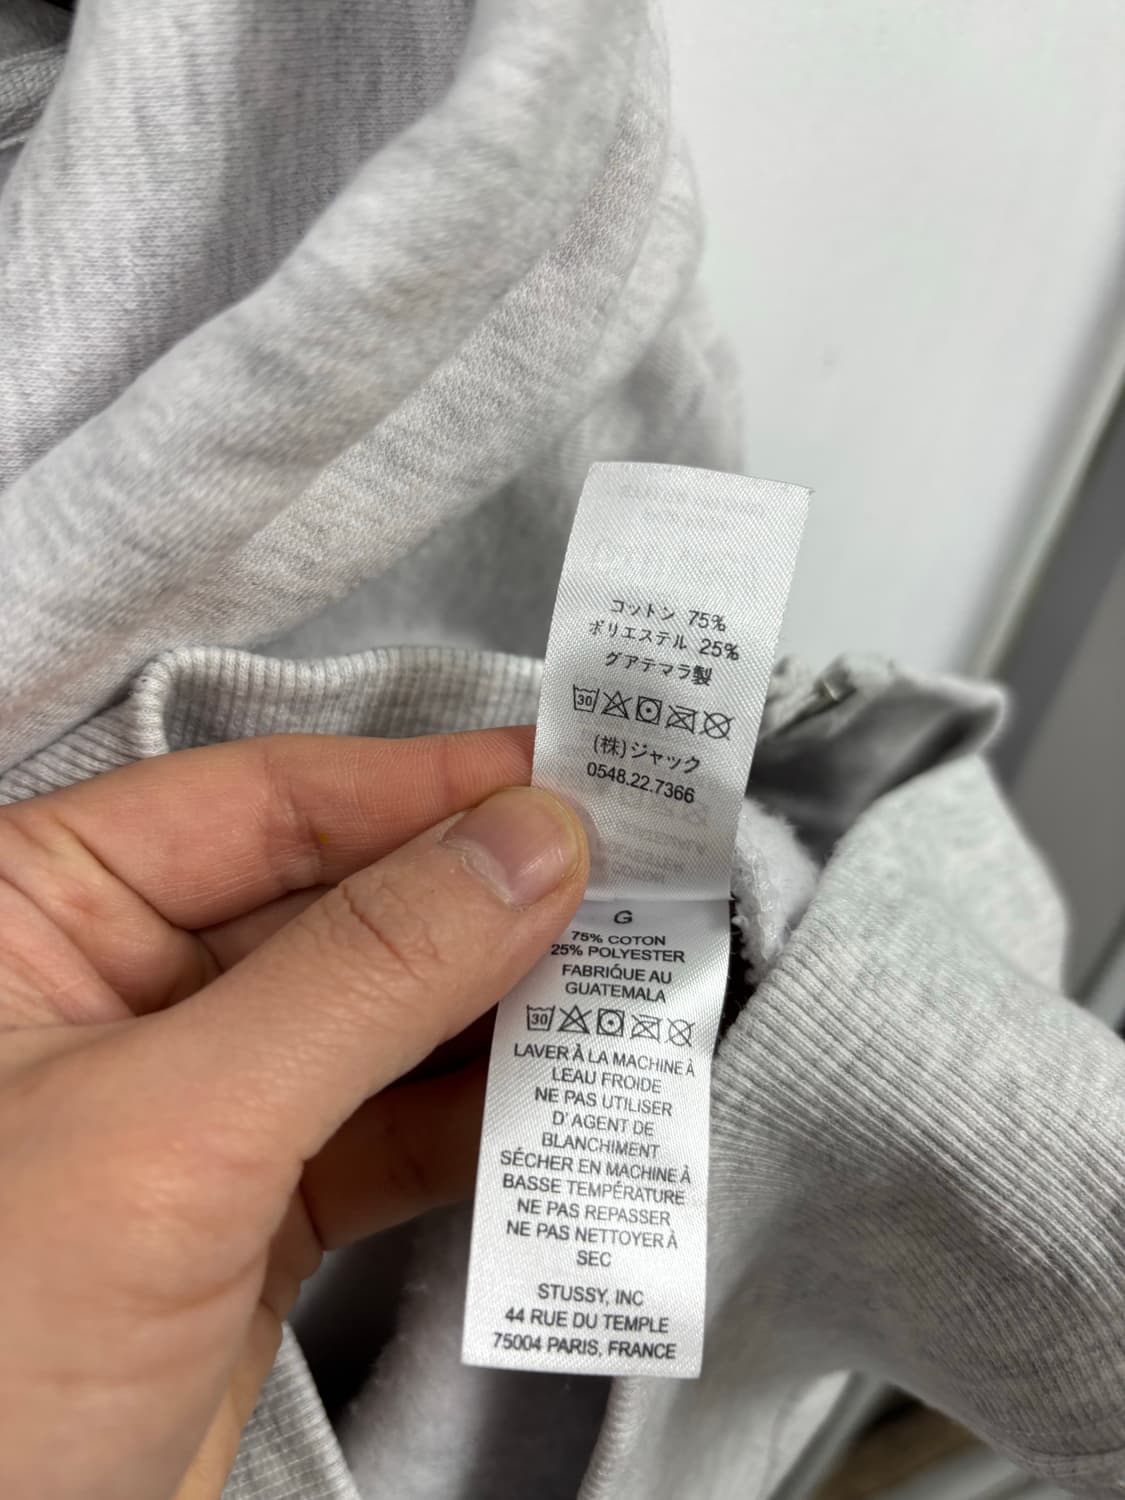 コットン 75%
ポリエステル 25%
グアテマラ製
30
(株)ジャック
0548.22.7366
G
75% COTON
25% POLYESTER
FABRIQUE AU
GUATEMALA
30
LAVER À LA MACHINE À
LEAU FROIDE
NE PAS UTILISER
D' AGENT DE
BLANCHIMENT
SÉCHER EN MACHINE À
BASSE TEMPÉRATURE
NE PAS REPASSER
NE PAS NETTOYER À
SEC
STUSSY, INC
44 RUE DU TEMPLE
75004 PARIS, FRANCE